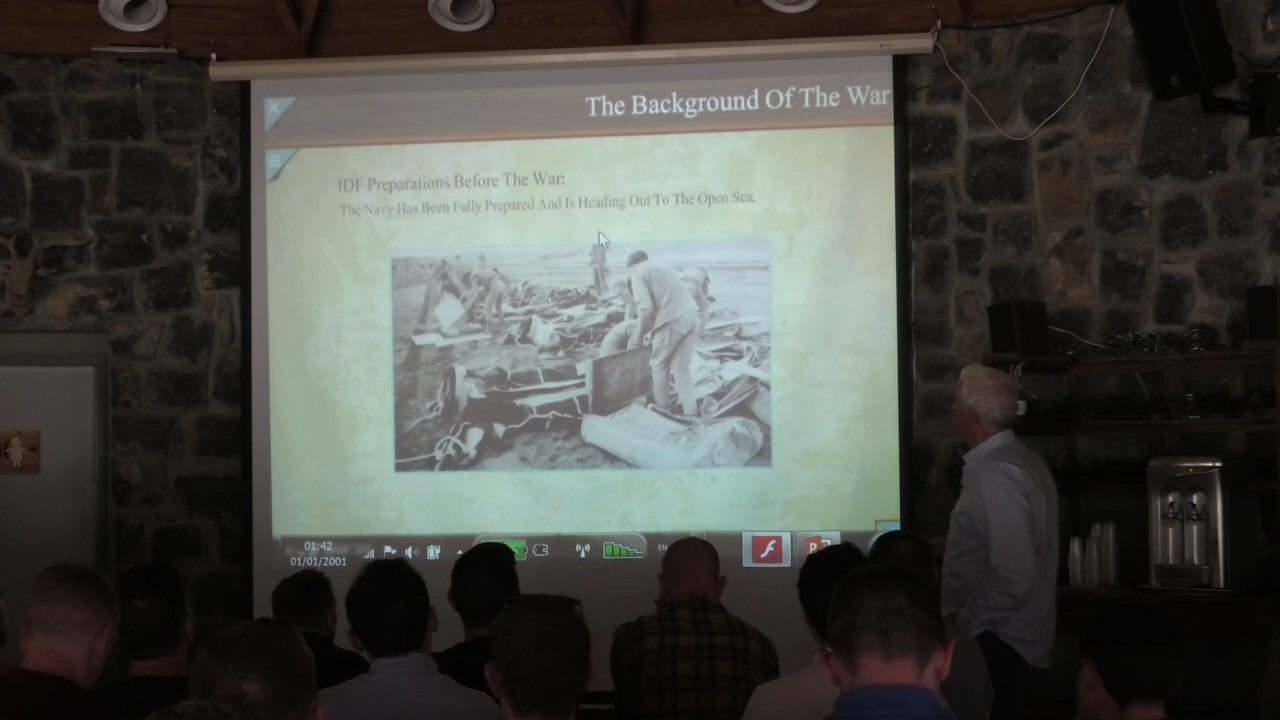 The Background Of The War
IDF Preparations Before The War:
The Navy Has Been Fully Prepared And Is Heading Out To The Open Sea.
01:42
01/01/2001
EN